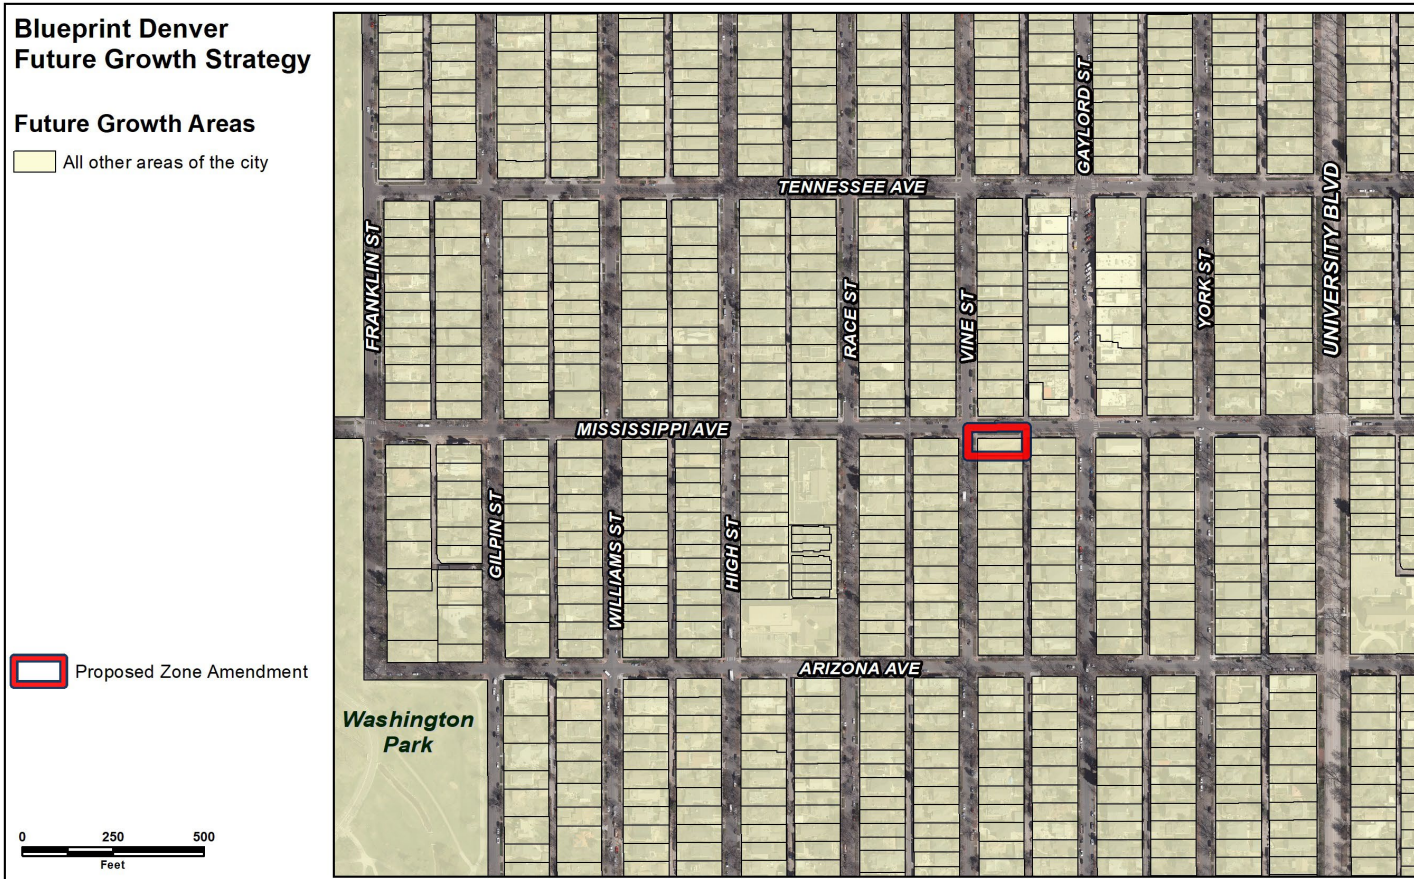 Blueprint Denver
Future Growth Strategy
Future Growth Areas
All other areas of the city
Proposed Zone Amendment
0 250 500
Feet
TENNESSEE AVE
GAYLORD ST
UNIVERSITY BLVD
FRANKLIN ST
RACE ST
VINE ST
YORK ST
MISSISSIPPI AVE
GILPIN ST
WILLIAMS ST
HIGH ST
ARIZONA AVE
Washington
Park